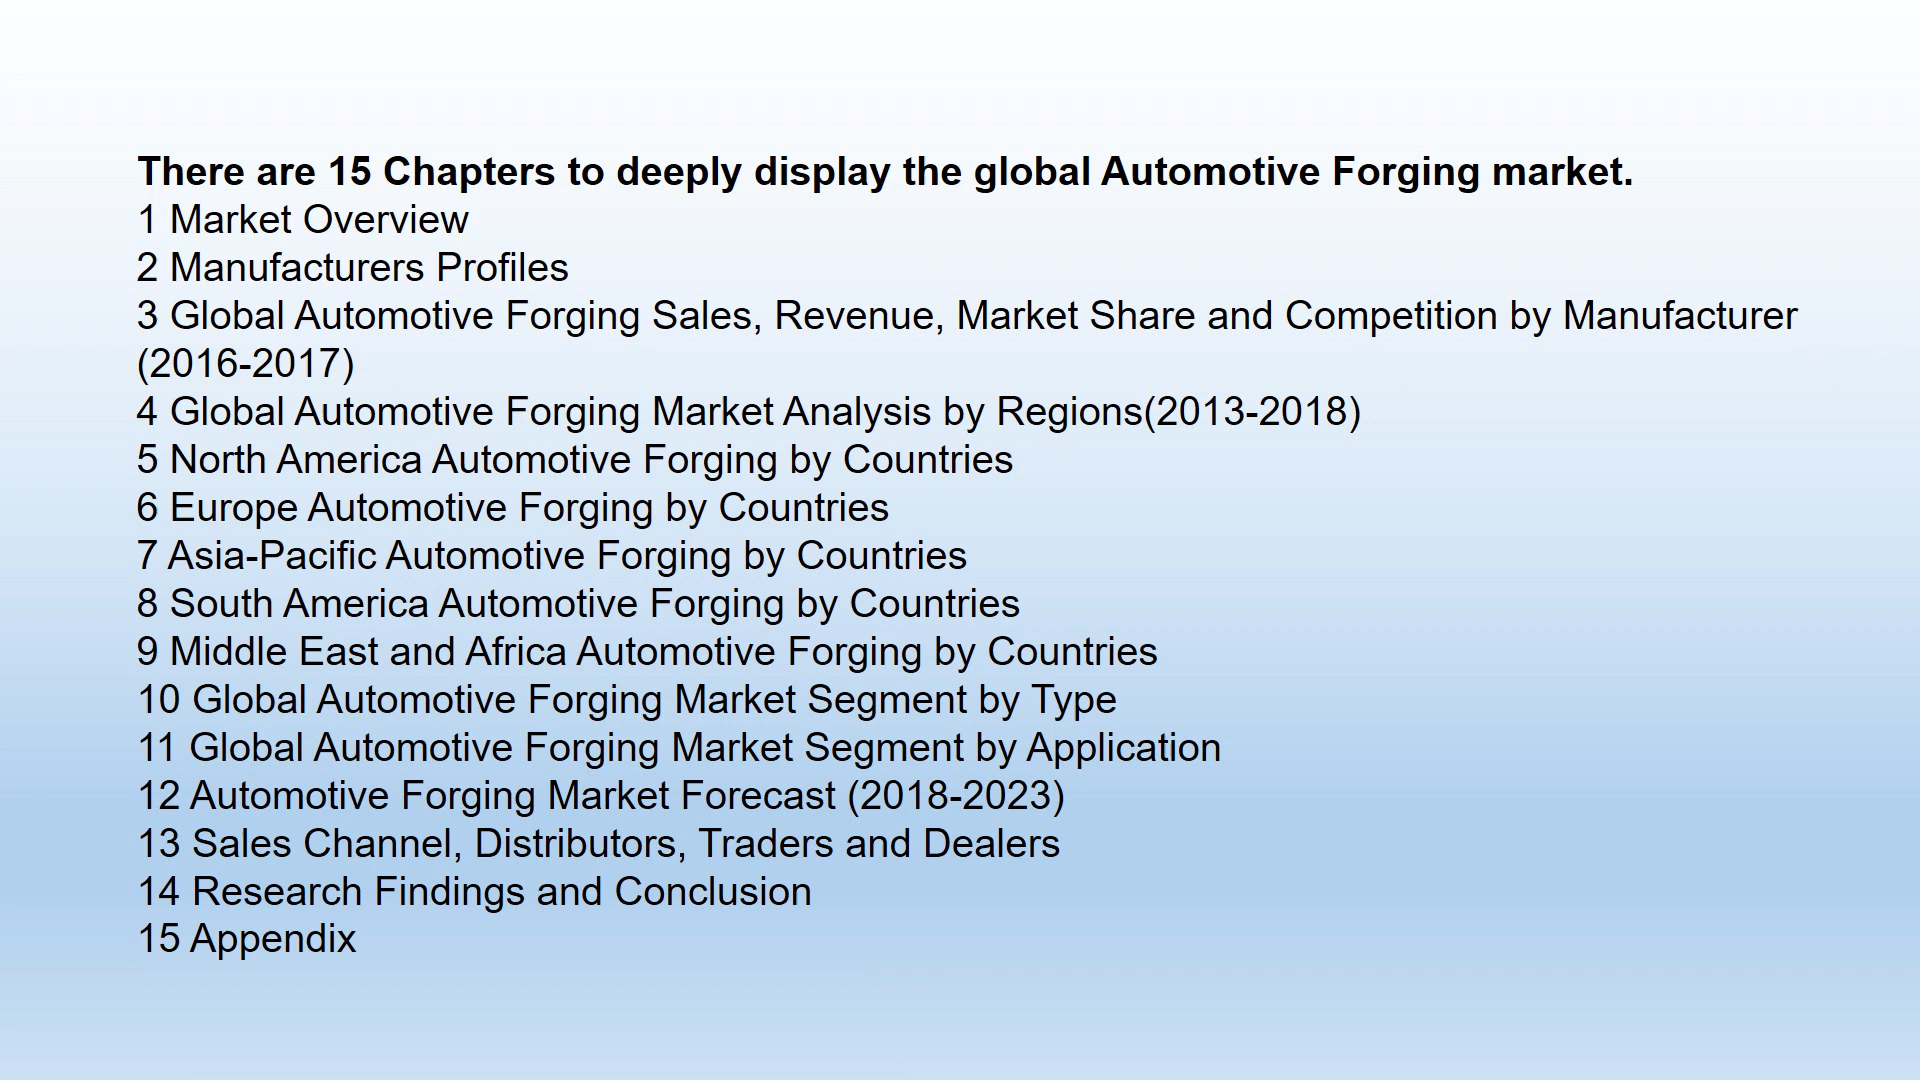 There are 15 Chapters to deeply display the global Automotive Forging market.
1 Market Overview
2 Manufacturers Profiles
3 Global Automotive Forging Sales, Revenue, Market Share and Competition by Manufacturer
(2016-2017)
4 Global Automotive Forging Market Analysis by Regions(2013-2018)
5 North America Automotive Forging by Countries
6 Europe Automotive Forging by Countries
7 Asia-Pacific Automotive Forging by Countries
8 South America Automotive Forging by Countries
9 Middle East and Africa Automotive Forging by Countries
10 Global Automotive Forging Market Segment by Type
11 Global Automotive Forging Market Segment by Application
12 Automotive Forging Market Forecast (2018-2023)
13 Sales Channel, Distributors, Traders and Dealers
14 Research Findings and Conclusion
15 Appendix